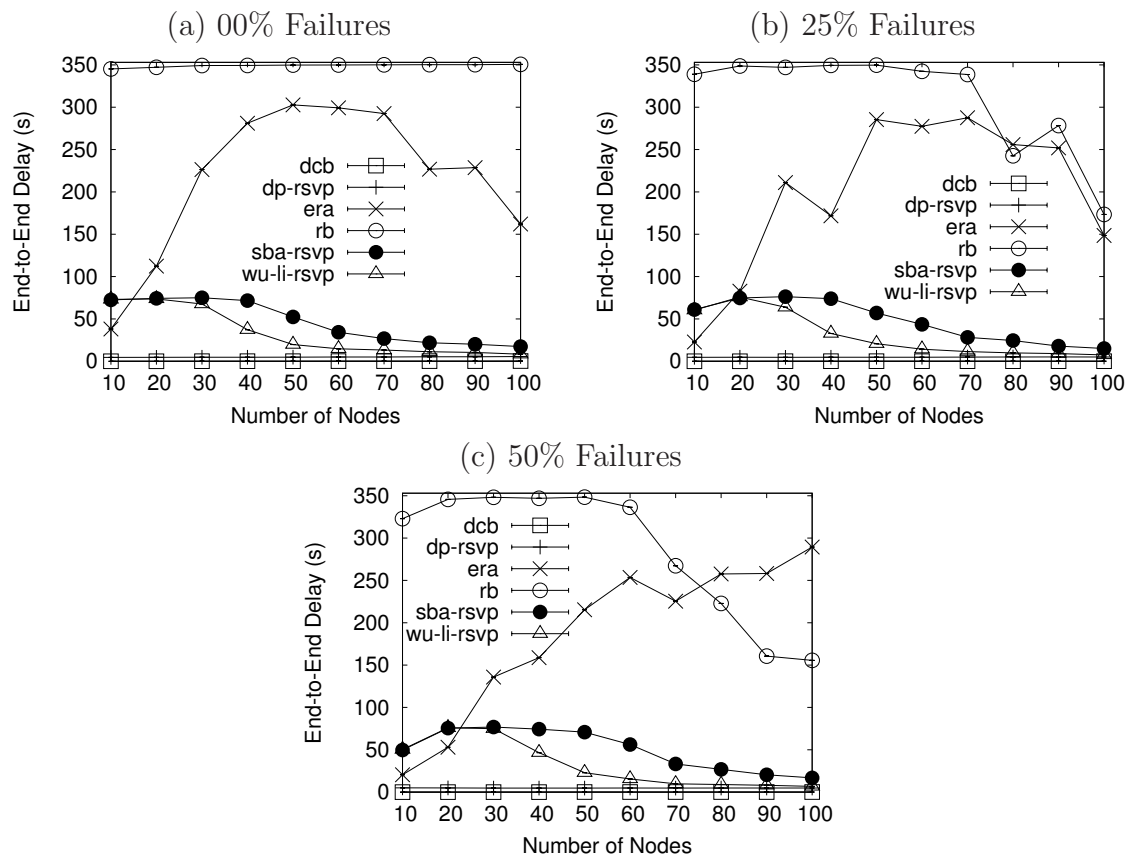 (a) 00% Failures
350
300
250
200
150
100
50
0
End-to-End Delay (s)
dcb
dp-rsvp
era
rb
sba-rsvp
wu-li-rsvp
10 20 30 40 50 60 70 80 90 100
Number of Nodes
(b) 25% Failures
350
300
250
200
150
100
50
0
End-to-End Delay (s)
dcb
dp-rsvp
era
rb
sba-rsvp
wu-li-rsvp
10 20 30 40 50 60 70 80 90 100
Number of Nodes
(c) 50% Failures
350
300
250
200
150
100
50
0
End-to-End Delay (s)
dcb
dp-rsvp
era
rb
sba-rsvp
wu-li-rsvp
10 20 30 40 50 60 70 80 90 100
Number of Nodes